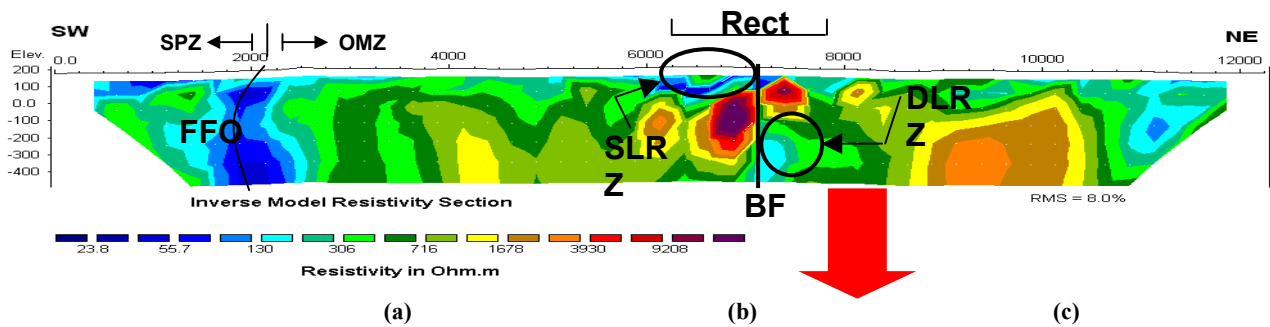 SW
Rect
NE
SPZ
OMZ
Elev. 0.0 2000 4000 6000 8000 10000 12000
200
100
0.0
-100
-200
-300
-400
FFO
SLR
Z
DLR
Z
BF
Inverse Model Resistivity Section
RMS = 8.0%
23.8 55.7 130 306 716 1678 3930 9208
Resistivity in Ohm.m
(a) (b) (c)